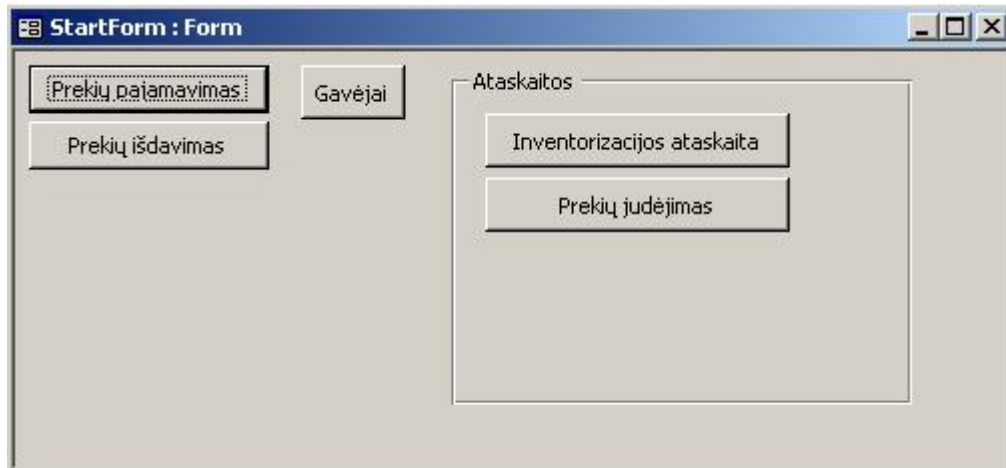 StartForm : Form
Prekių pajamavimas
Gavėjai
Prekių išdavimas
Ataskaitos
Inventorizacijos ataskaita
Prekių judėjimas